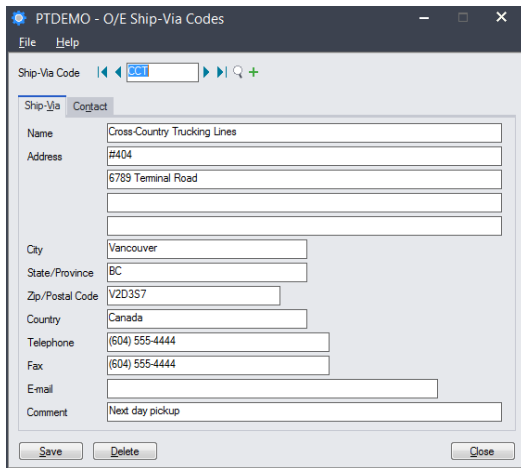 PTDEMO - O/E Ship-Via Codes
File Help
Ship-Via Code CCT
Ship-Via Contact
Name Cross-Country Trucking Lines
Address #404
6789 Terminal Road
City Vancouver
State/Province BC
Zip/Postal Code V2D3S7
Country Canada
Telephone (604) 555-4444
Fax (604) 555-4444
E-mail
Comment Next day pickup
Save Delete Close